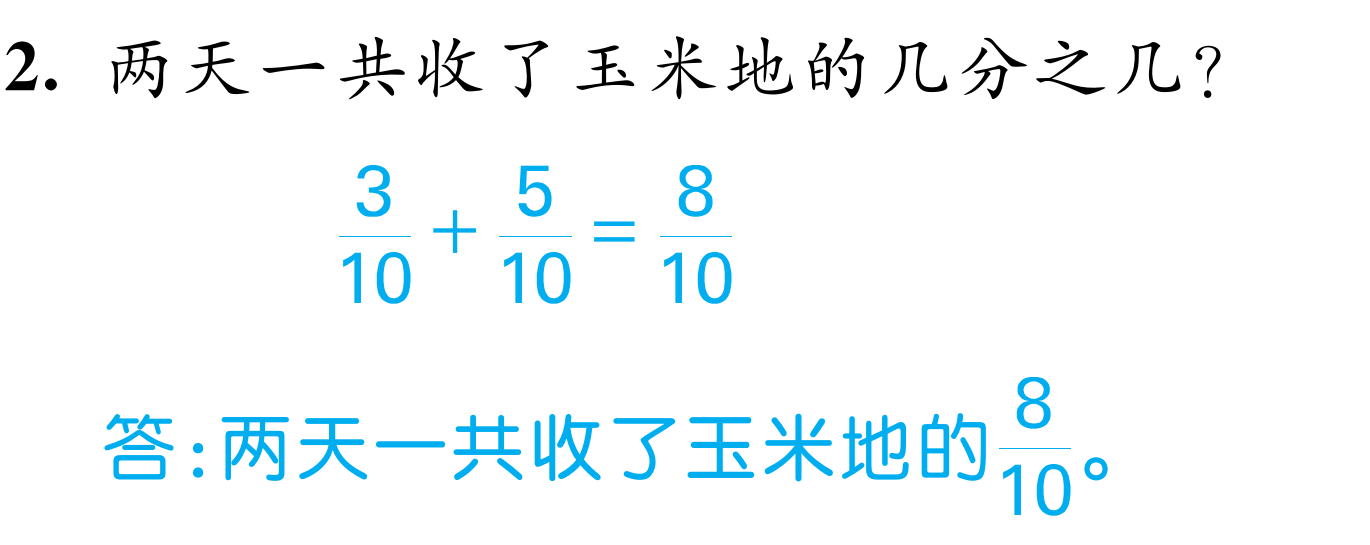 2. 两天一共收了玉米地的几分之几?
3/10 + 5/10 = 8/10
答:两天一共收了玉米地的8/10。